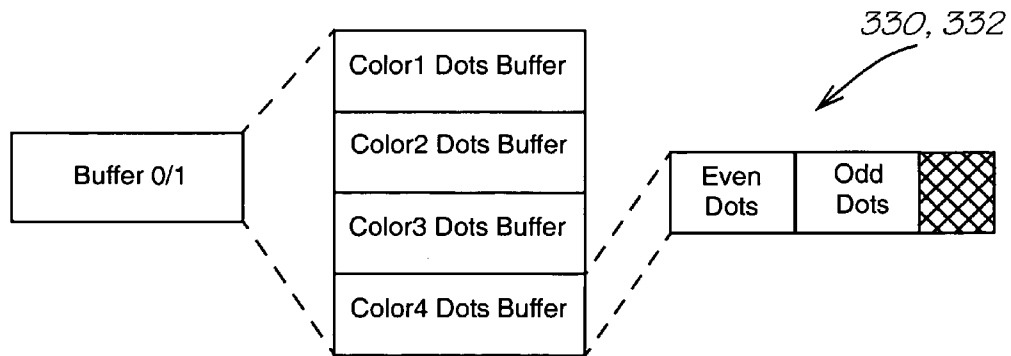 330, 332
Color1 Dots Buffer
Color2 Dots Buffer
Buffer 0/1
Color3 Dots Buffer
Color4 Dots Buffer
Even
Dots
Odd
Dots